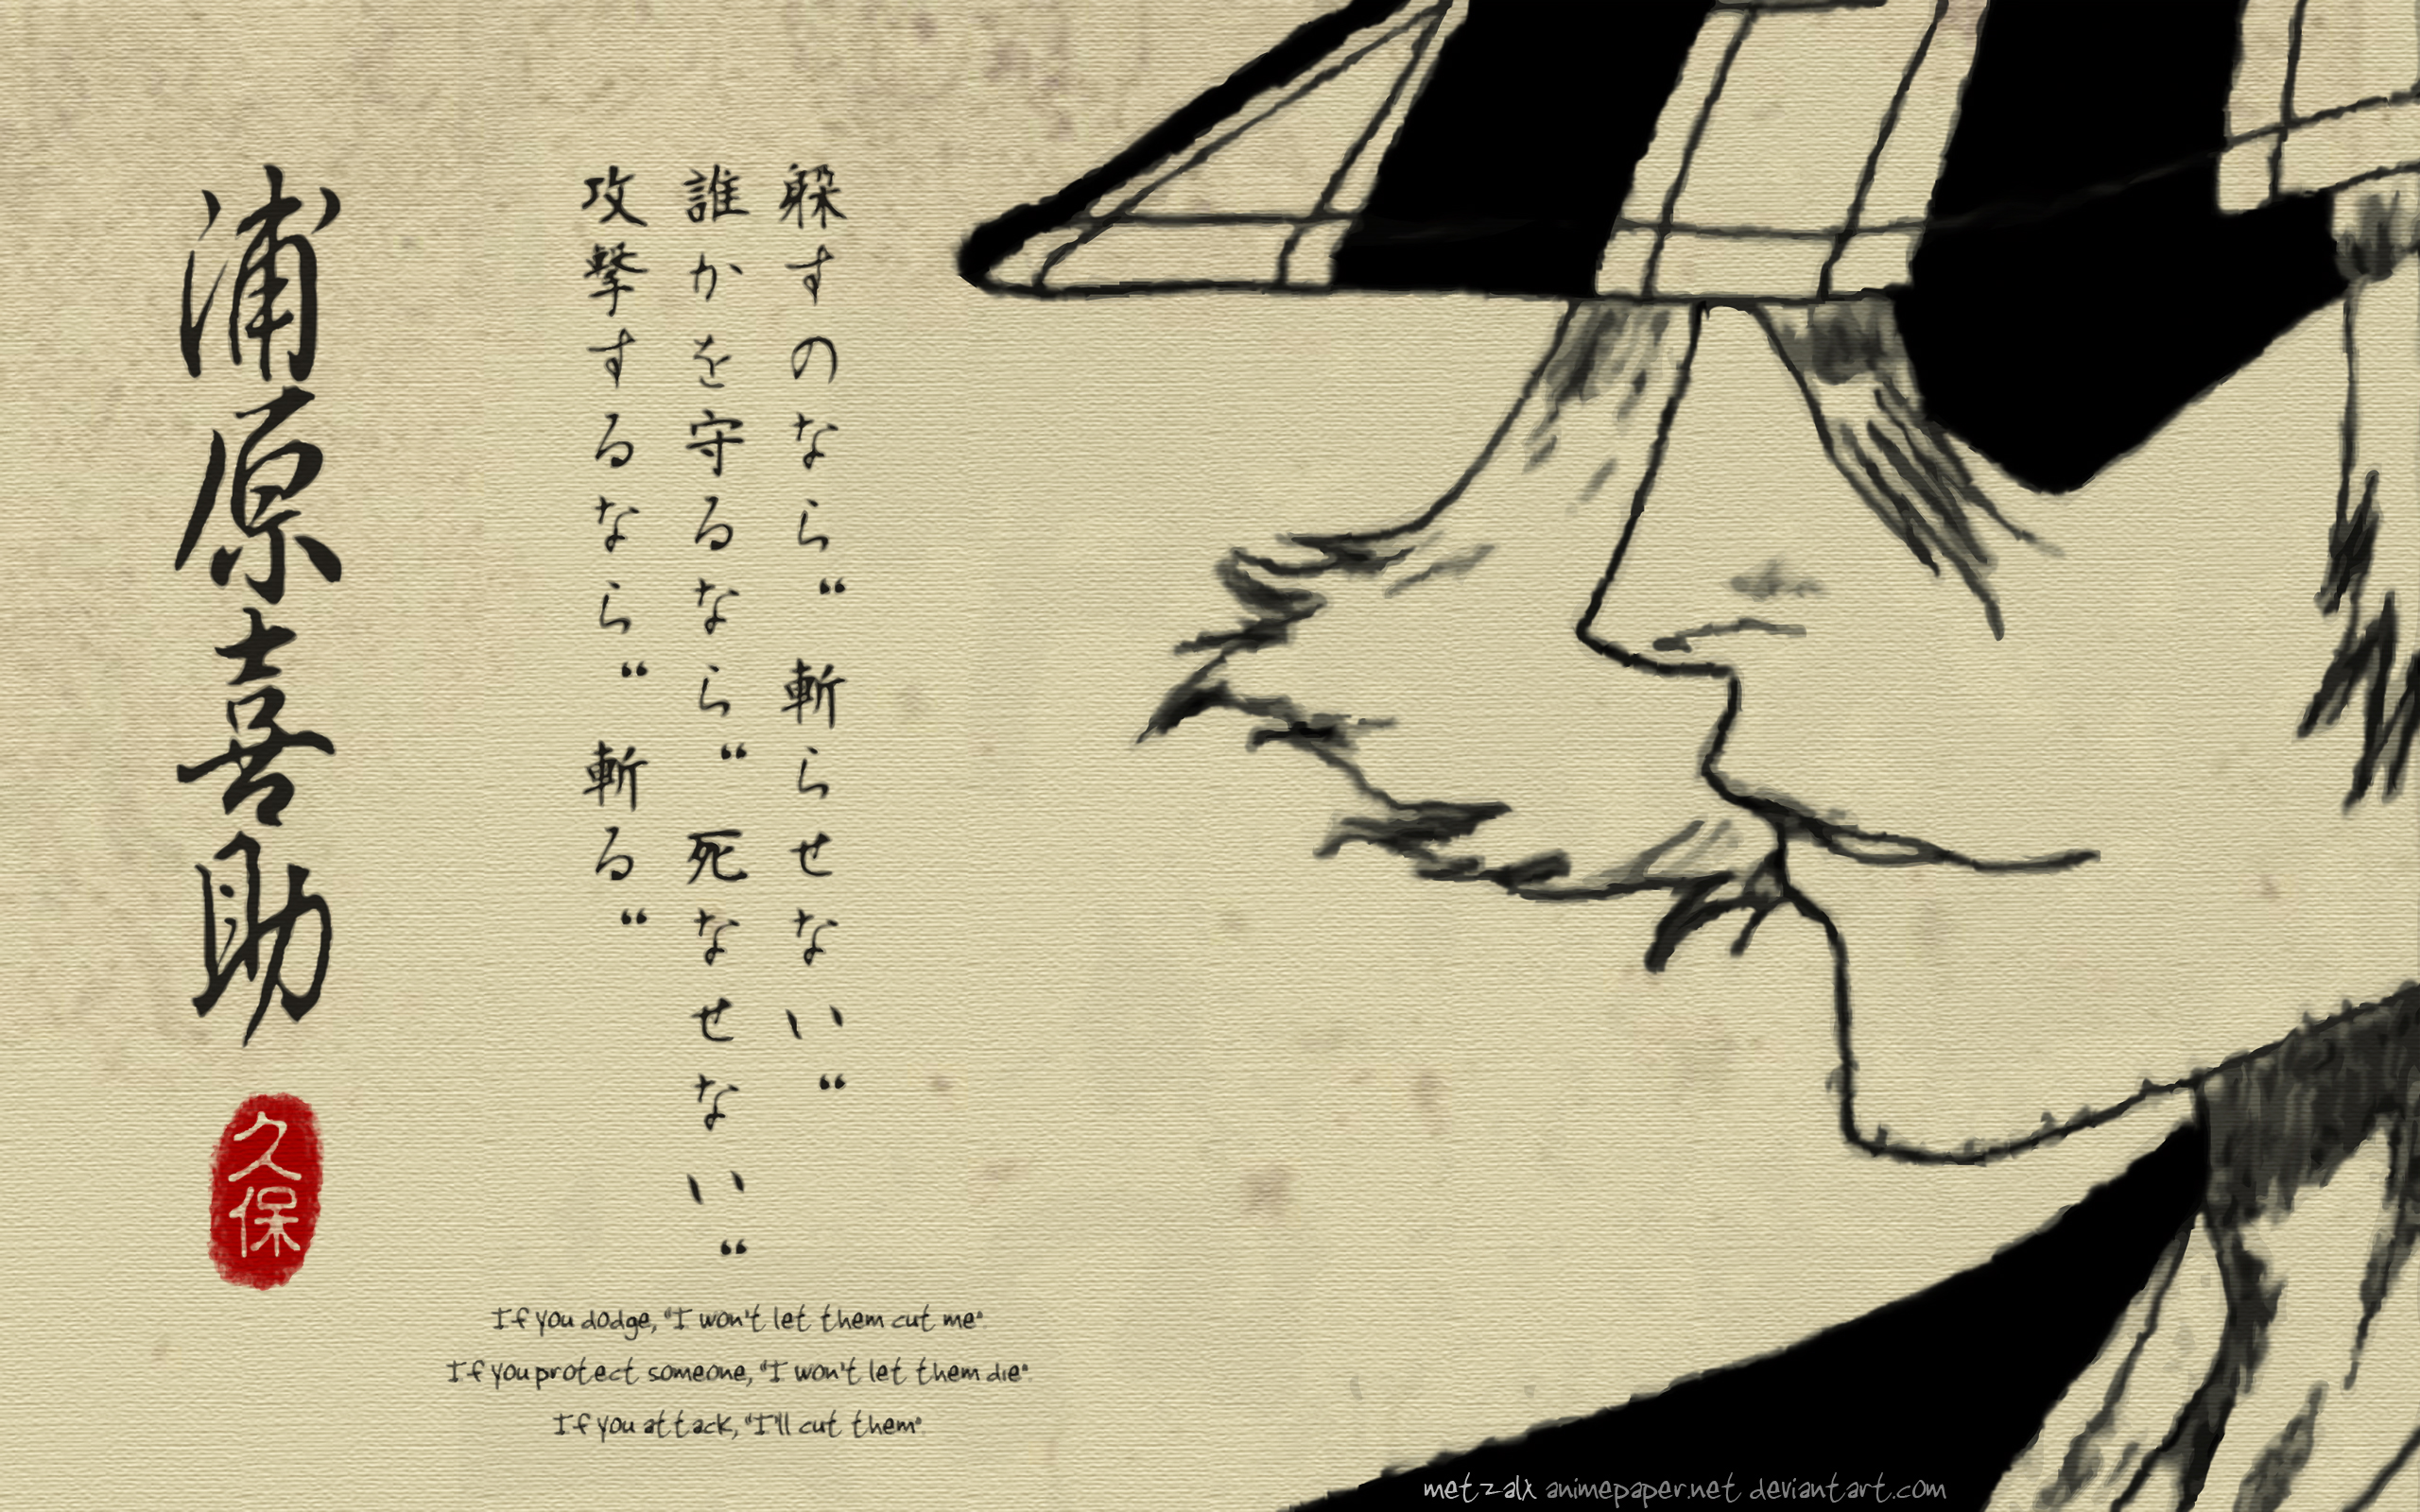 躱すのなら“斬らせない“
誰かを守るなら“死なせない“
攻撃するなら“斬る“
浦原喜助
久保
If you dodge, "I won't let them cut me".
If you protect someone, "I won't let them die".
If you attack, "I'll cut them".
metzalx animepaper.net deviantart.com